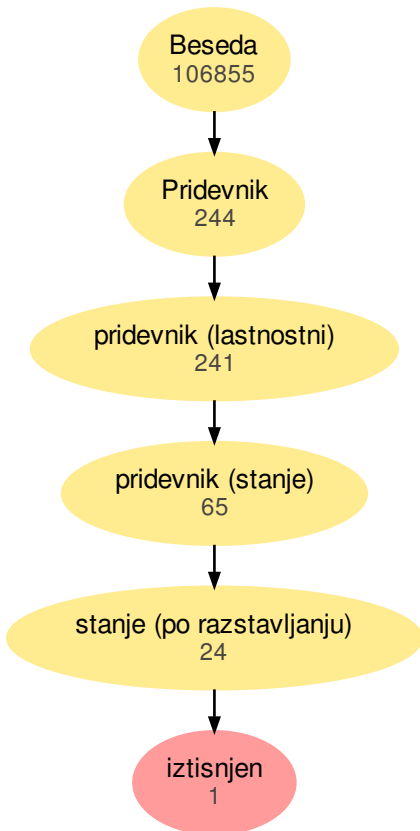 Beseda
106855
Pridevnik
244
pridevnik (lastnostni)
241
pridevnik (stanje)
65
stanje (po razstavljanju)
24
iztisnjen
1